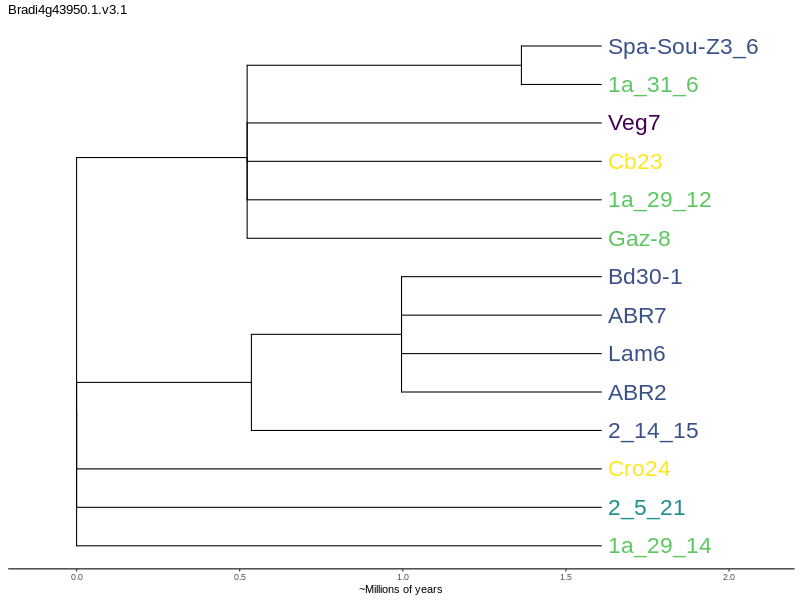 Bradi4g43950.1.v3.1
Spa-Sou-Z3_6
1a_31_6
Veg7
Cb23
1a_29_12
Gaz-8
Bd30-1
ABR7
Lam6
ABR2
2_14_15
Cro24
2_5_21
1a_29_14
0.0 0.5 1.0 1.5 2.0
~Millions of years